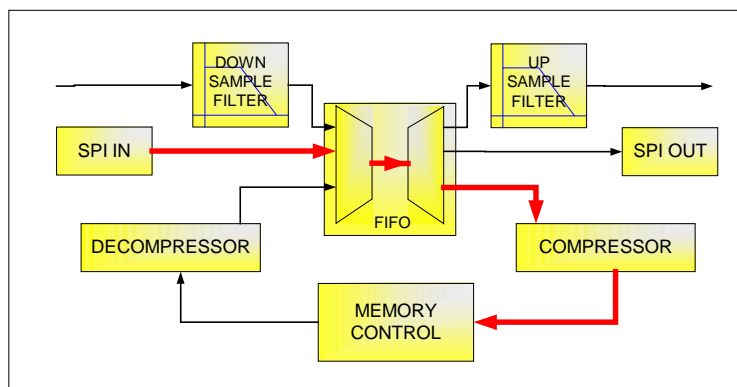 DOWN
SAMPLE
FILTER
UP
SAMPLE
FILTER
SPI IN
SPI OUT
FIFO
DECOMPRESSOR
COMPRESSOR
MEMORY
CONTROL